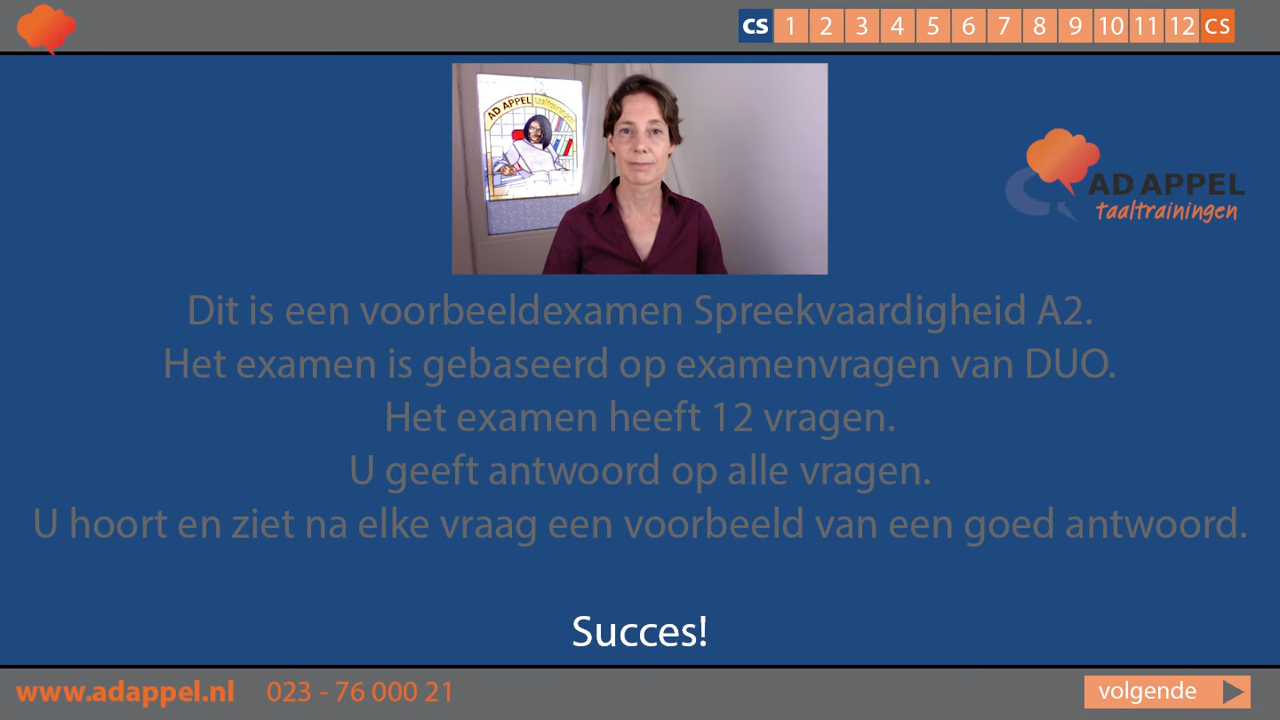 CS 1 2 3 4 5 6 7 8 9 10 11 12 CS
AD APPEL taaltrainingen
AD APPEL
taaltrainingen
Dit is een voorbeeldexamen Spreekvaardigheid A2.
Het examen is gebaseerd op examenvragen van DUO.
Het examen heeft 12 vragen.
U geeft antwoord op alle vragen.
U hoort en ziet na elke vraag een voorbeeld van een goed antwoord.
Succes!
www.adappel.nl 023 - 76 000 21
volgende